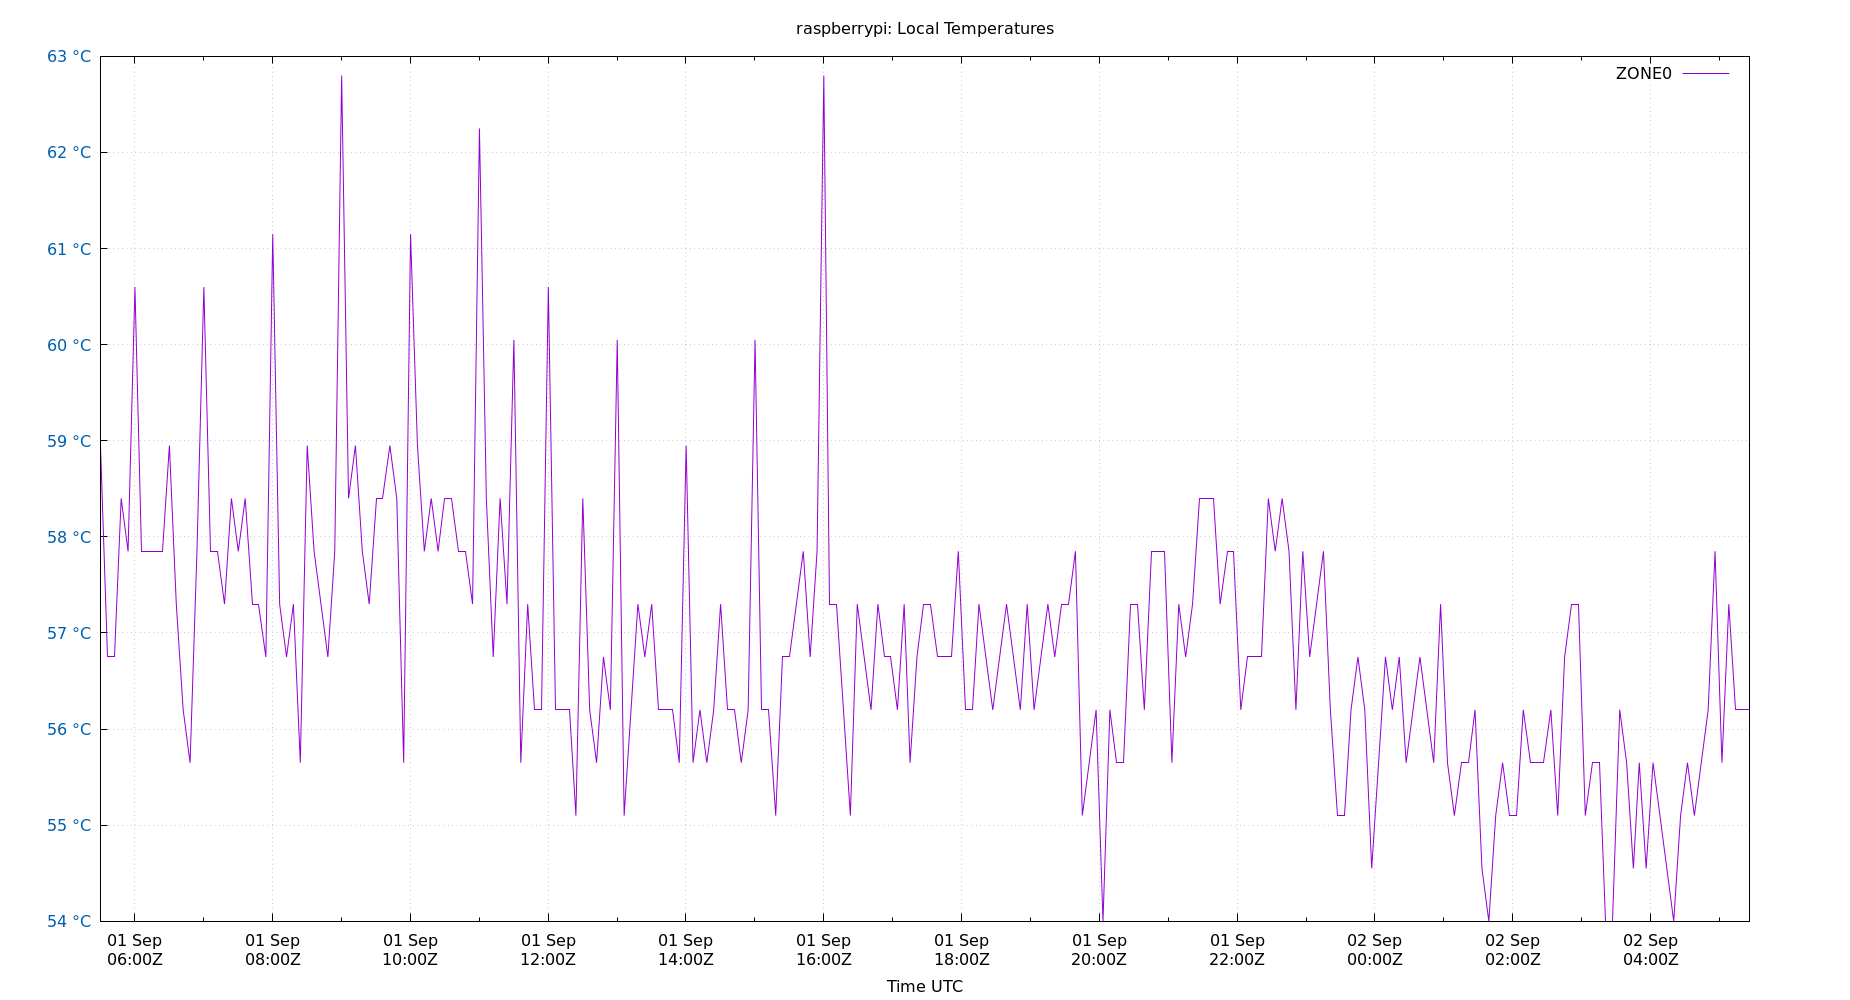 raspberrypi: Local Temperatures
63 °C
ZONE0
62 °C
61 °C
60 °C
59 °C
58 °C
57 °C
56 °C
55 °C
54 °C
01 Sep 01 Sep 01 Sep 01 Sep 01 Sep 01 Sep 01 Sep 01 Sep 01 Sep 02 Sep 02 Sep 02 Sep
06:00Z 08:00Z 10:00Z 12:00Z 14:00Z 16:00Z 18:00Z 20:00Z 22:00Z 00:00Z 02:00Z 04:00Z
Time UTC